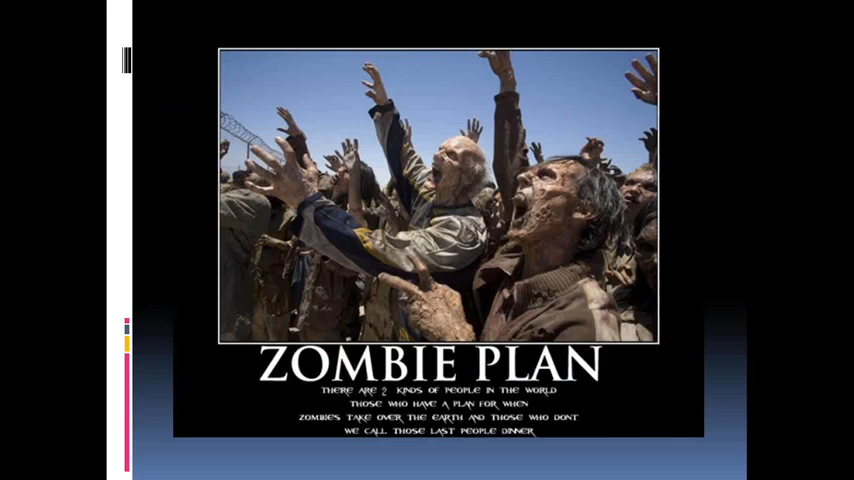 ZOMBIE PLAN
THERE ARE 2 KINDS OF PEOPLE IN THE WORLD
THOSE WHO HAVE A PLAN FOR WHEN
ZOMBIES TAKE OVER THE EARTH AND THOSE WHO DONT
WE CALL THOSE LAST PEOPLE DINNER